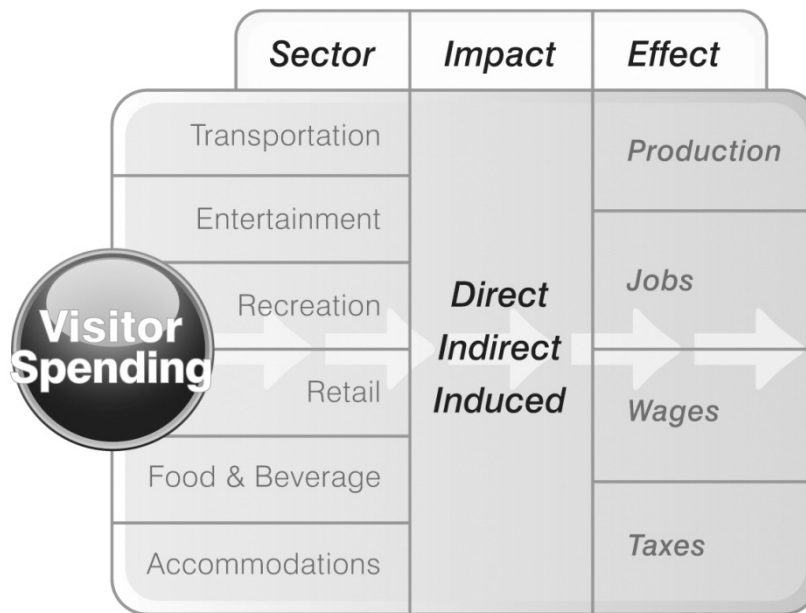 Sector
Impact
Effect
Transportation
Entertainment
Recreation
Retail
Food & Beverage
Accommodations
Visitor
Spending
Direct
Indirect
Induced
Production
Jobs
Wages
Taxes